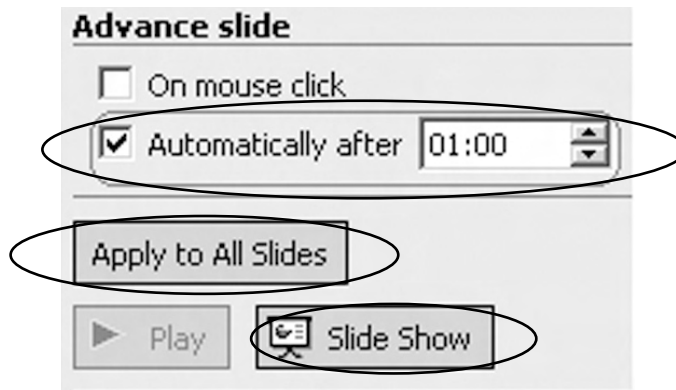 Advance slide
On mouse click
Automatically after 01:00
Apply to All Slides
Play Slide Show